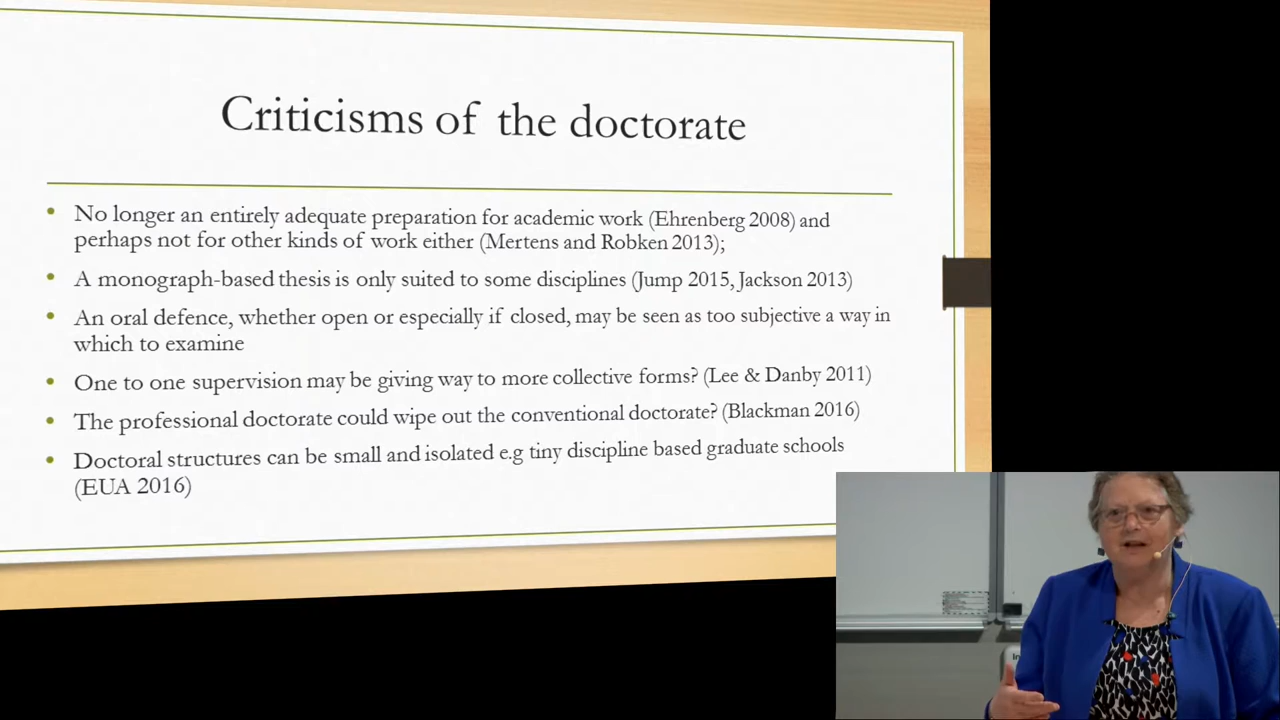 Criticisms of the doctorate
• No longer an entirely adequate preparation for academic work (Ehrenberg 2008) and
perhaps not for other kinds of work either (Mertens and Robken 2013);
• A monograph-based thesis is only suited to some disciplines (Jump 2015, Jackson 2013)
• An oral defence, whether open or especially if closed, may be seen as too subjective a way in
which to examine
• One to one supervision may be giving way to more collective forms? (Lee & Danby 2011)
• The professional doctorate could wipe out the conventional doctorate? (Blackman 2016)
• Doctoral structures can be small and isolated e.g tiny discipline based graduate schools
(EUA 2016)